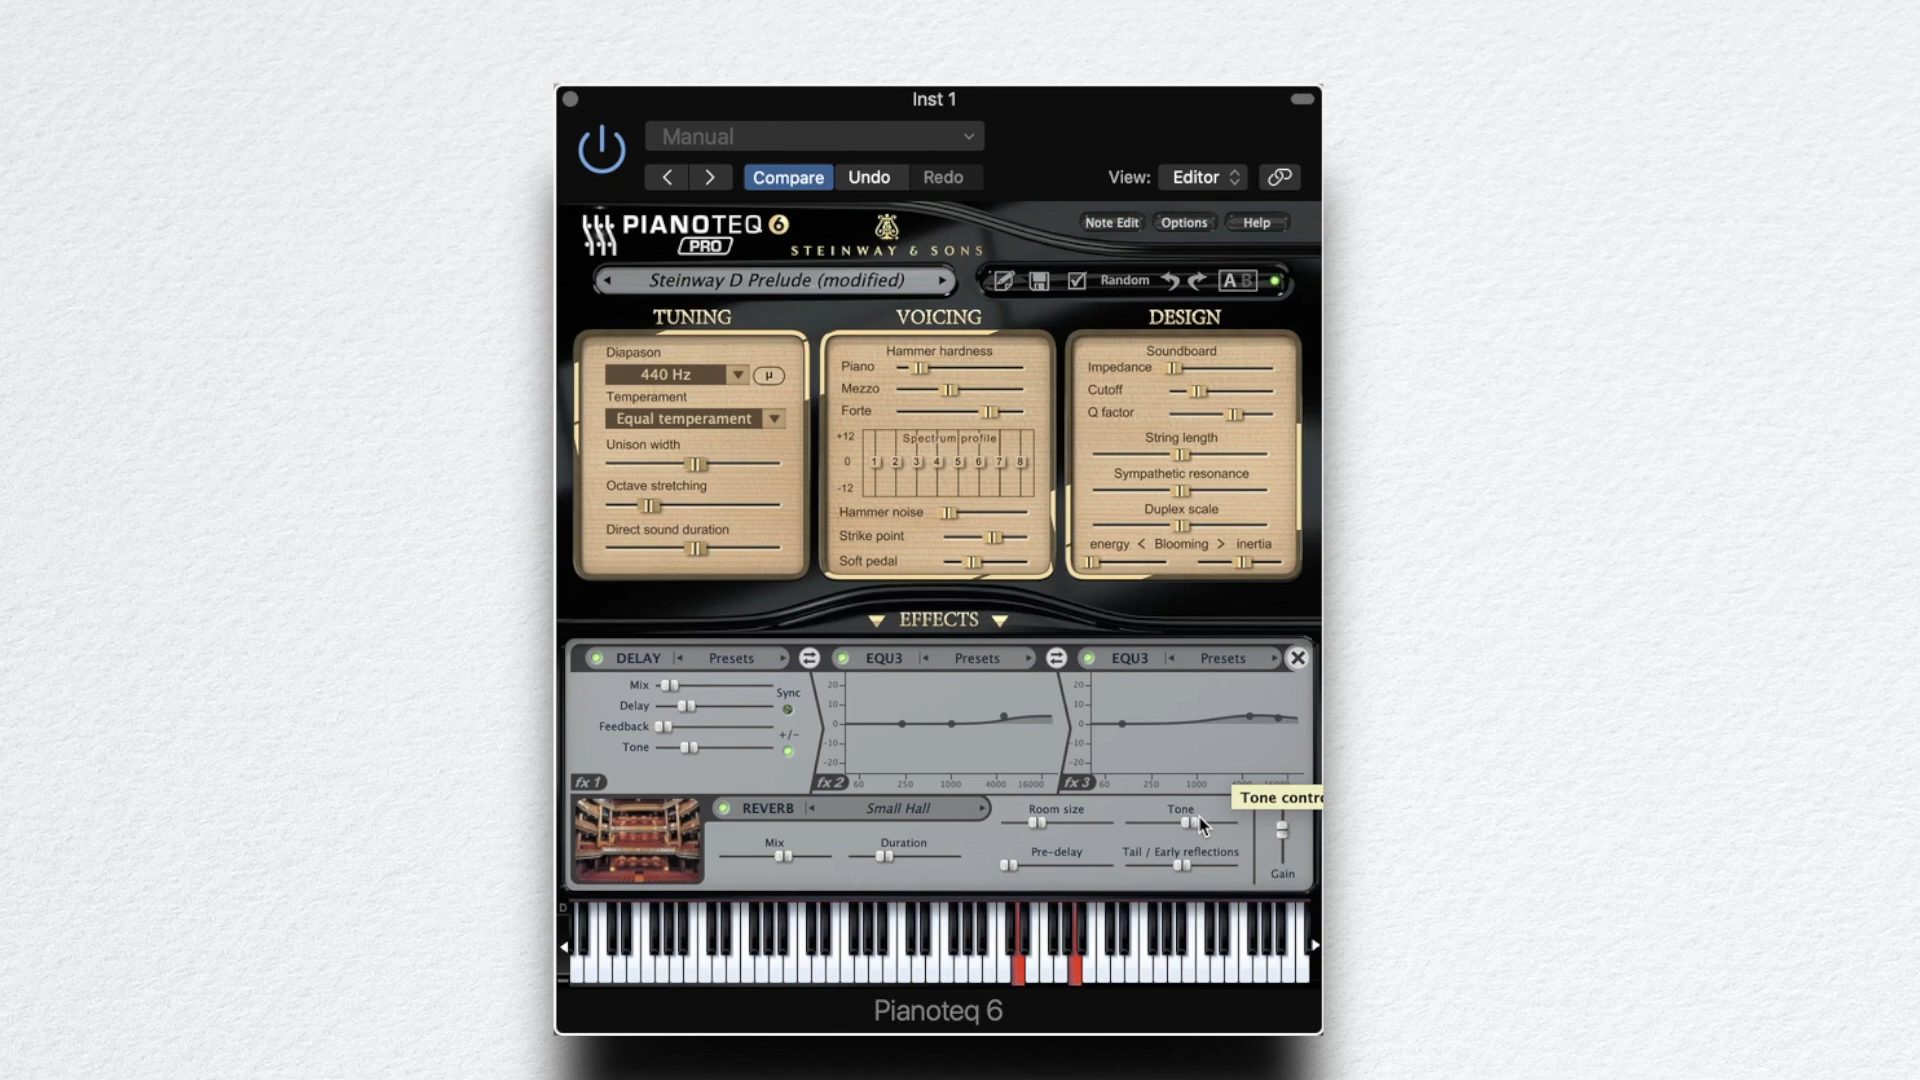 Inst 1
Manual
Compare Undo Redo View: Editor
PIANOTEQ 6
PRO
STEINWAY & SONS
Note Edit Options Help
Steinway D Prelude (modified)
Random A B
TUNING
Diapason
440 Hz μ
Temperament
Equal temperament
Unison width
Octave stretching
Direct sound duration
VOICING
Hammer hardness
Piano
Mezzo
Forte
+12
0
-12
Spectrum profile
1 2 3 4 5 6 7 8
Hammer noise
Strike point
Soft pedal
DESIGN
Soundboard
Impedance
Cutoff
Q factor
String length
Sympathetic resonance
Duplex scale
energy < Blooming > inertia
EFFECTS
DELAY Presets
Mix
Delay
Feedback
Tone
Sync
+/-
fx 1
EQU3 Presets
20
10
0
-10
-20
fx 2 60 250 1000 4000 16000
EQU3 Presets
20
10
0
-10
-20
fx 3 60 250 1000
Tone contro
REVERB Small Hall
Mix Duration
Room size Tone
Pre-delay Tail / Early reflections
Gain
D
Pianoteq 6